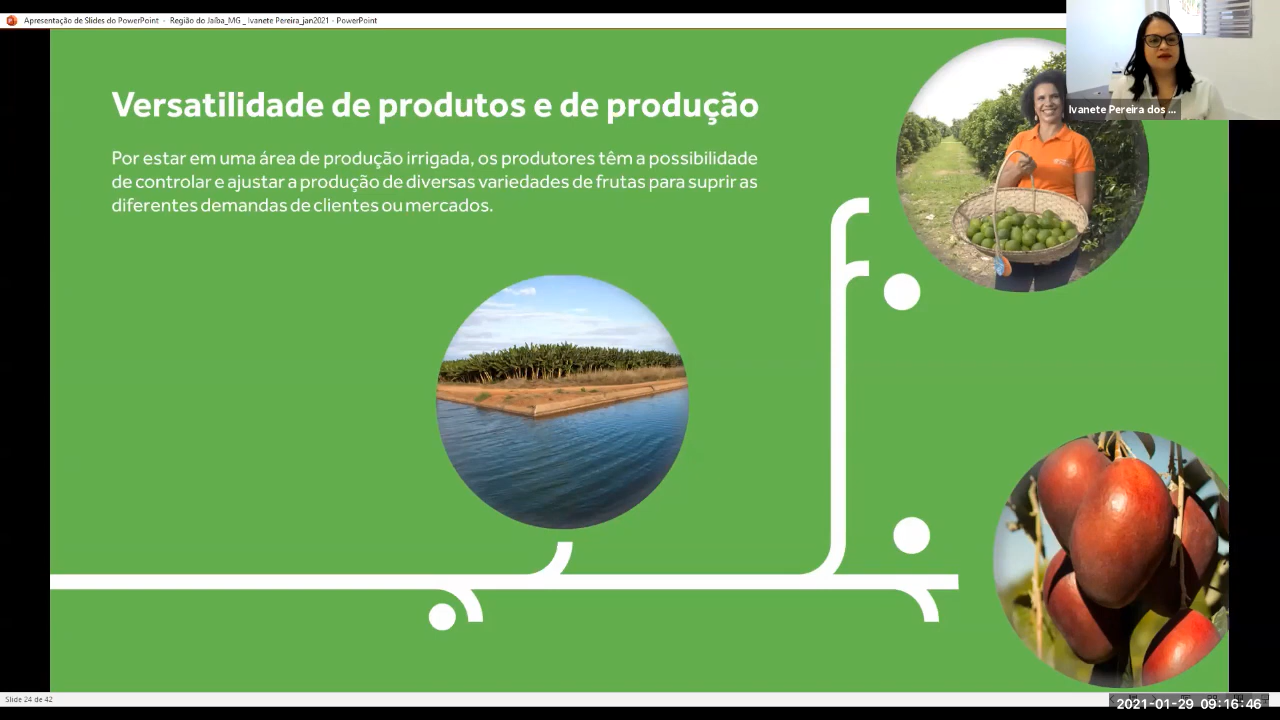 Apresentação de Slides do PowerPoint - Região do Jaíba_MG _ Ivanete Pereira_jan2021 - PowerPoint
Ivanete Pereira dos ...
Versatilidade de produtos e de produção
Por estar em uma área de produção irrigada, os produtores têm a possibilidade
de controlar e ajustar a produção de diversas variedades de frutas para suprir as
diferentes demandas de clientes ou mercados.
Slide 24 de 42
2021-01-29 09:16:46